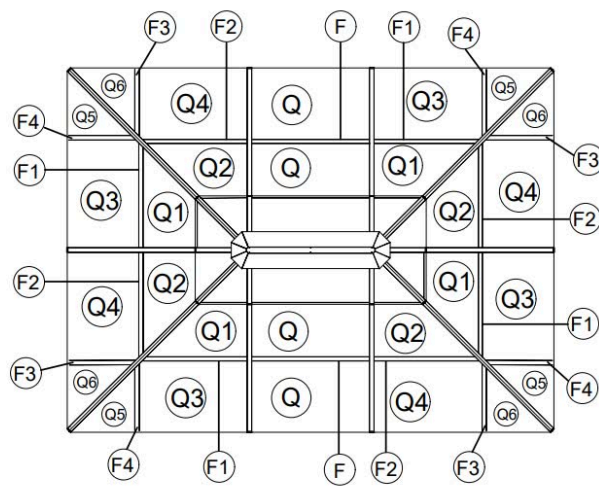 F3 F2 F F1 F4
Q6 Q5
Q4 Q Q3
Q5 Q6
F4 F3
Q2 Q Q1
F1
Q3 Q1 Q2 Q4
F2
F2 Q2 Q1
Q4 Q3
F1
Q1 Q Q2
F3 F4
Q6 Q5
Q3 Q Q4
Q5 Q6
F4 F1 F F2 F3